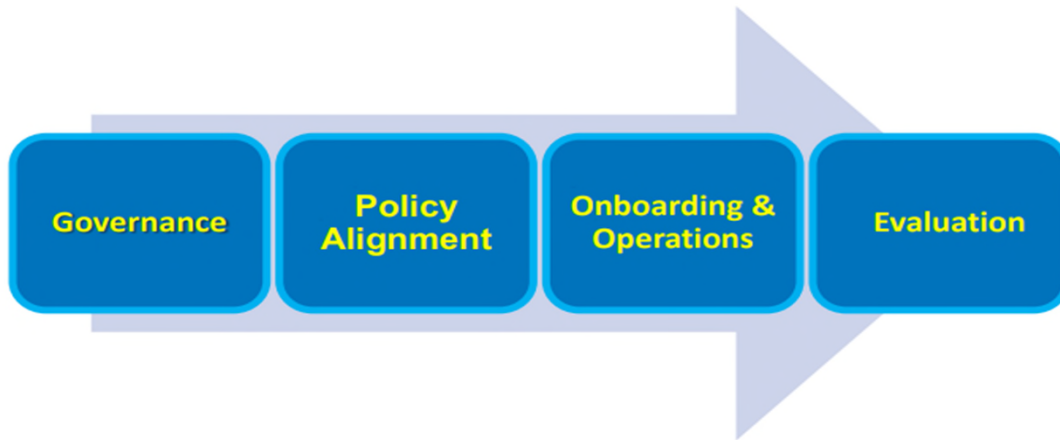 Governance
Policy
Alignment
Onboarding &
Operations
Evaluation